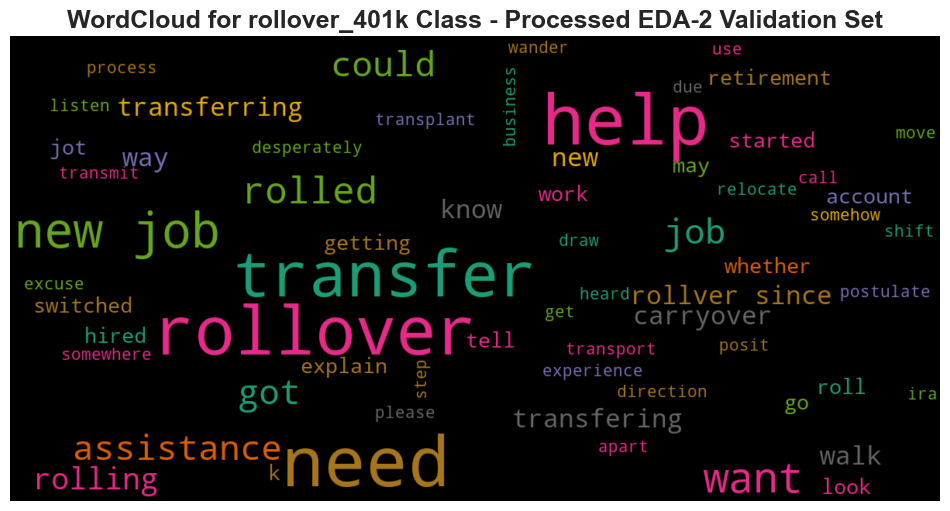 WordCloud for rollover_401k Class - Processed EDA-2 Validation Set
wander
use
process
could
retirement
due
listen
transferring
business
help
transplant
started
move
jot
way
desperately
new
may
transmit
call
relocate
account
rolled
know
work
somehow
new job
job
shift
getting
draw
transfer
whether
excuse
heard
rollver since
postulate
switched
get
carryover
rollover
hired
tell
transport
posit
somewhere
explain
step
experience
got
direction
roll
ira
please
go
transfering
assistance
need
apart
walk
k
rolling
want
look